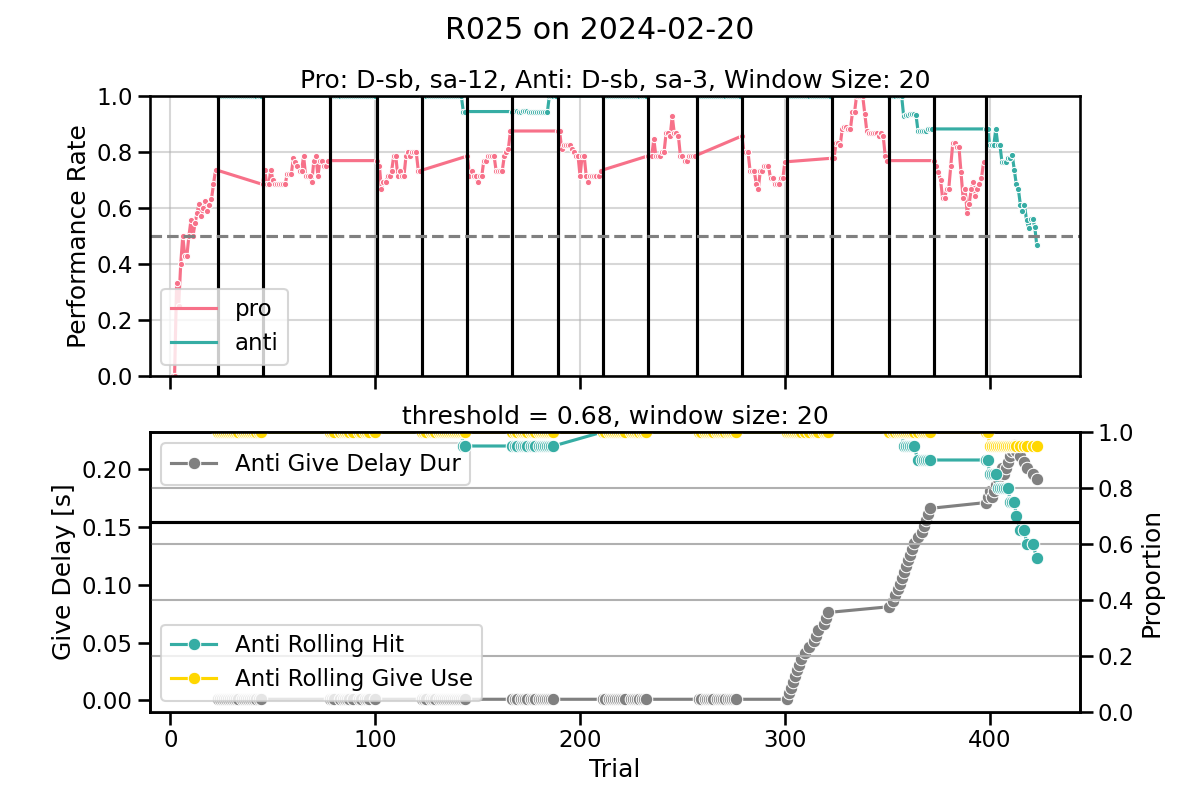 R025 on 2024-02-20
Pro: D-sb, sa-12, Anti: D-sb, sa-3, Window Size: 20
Performance Rate
1.0
0.8
0.6
0.4
0.2
0.0
pro
anti
threshold = 0.68, window size: 20
Give Delay [s]
0.20
0.15
0.10
0.05
0.00
Anti Give Delay Dur
Anti Rolling Hit
Anti Rolling Give Use
1.0
0.8
0.6
0.4
0.2
0.0
Proportion
0
100
200
300
400
Trial